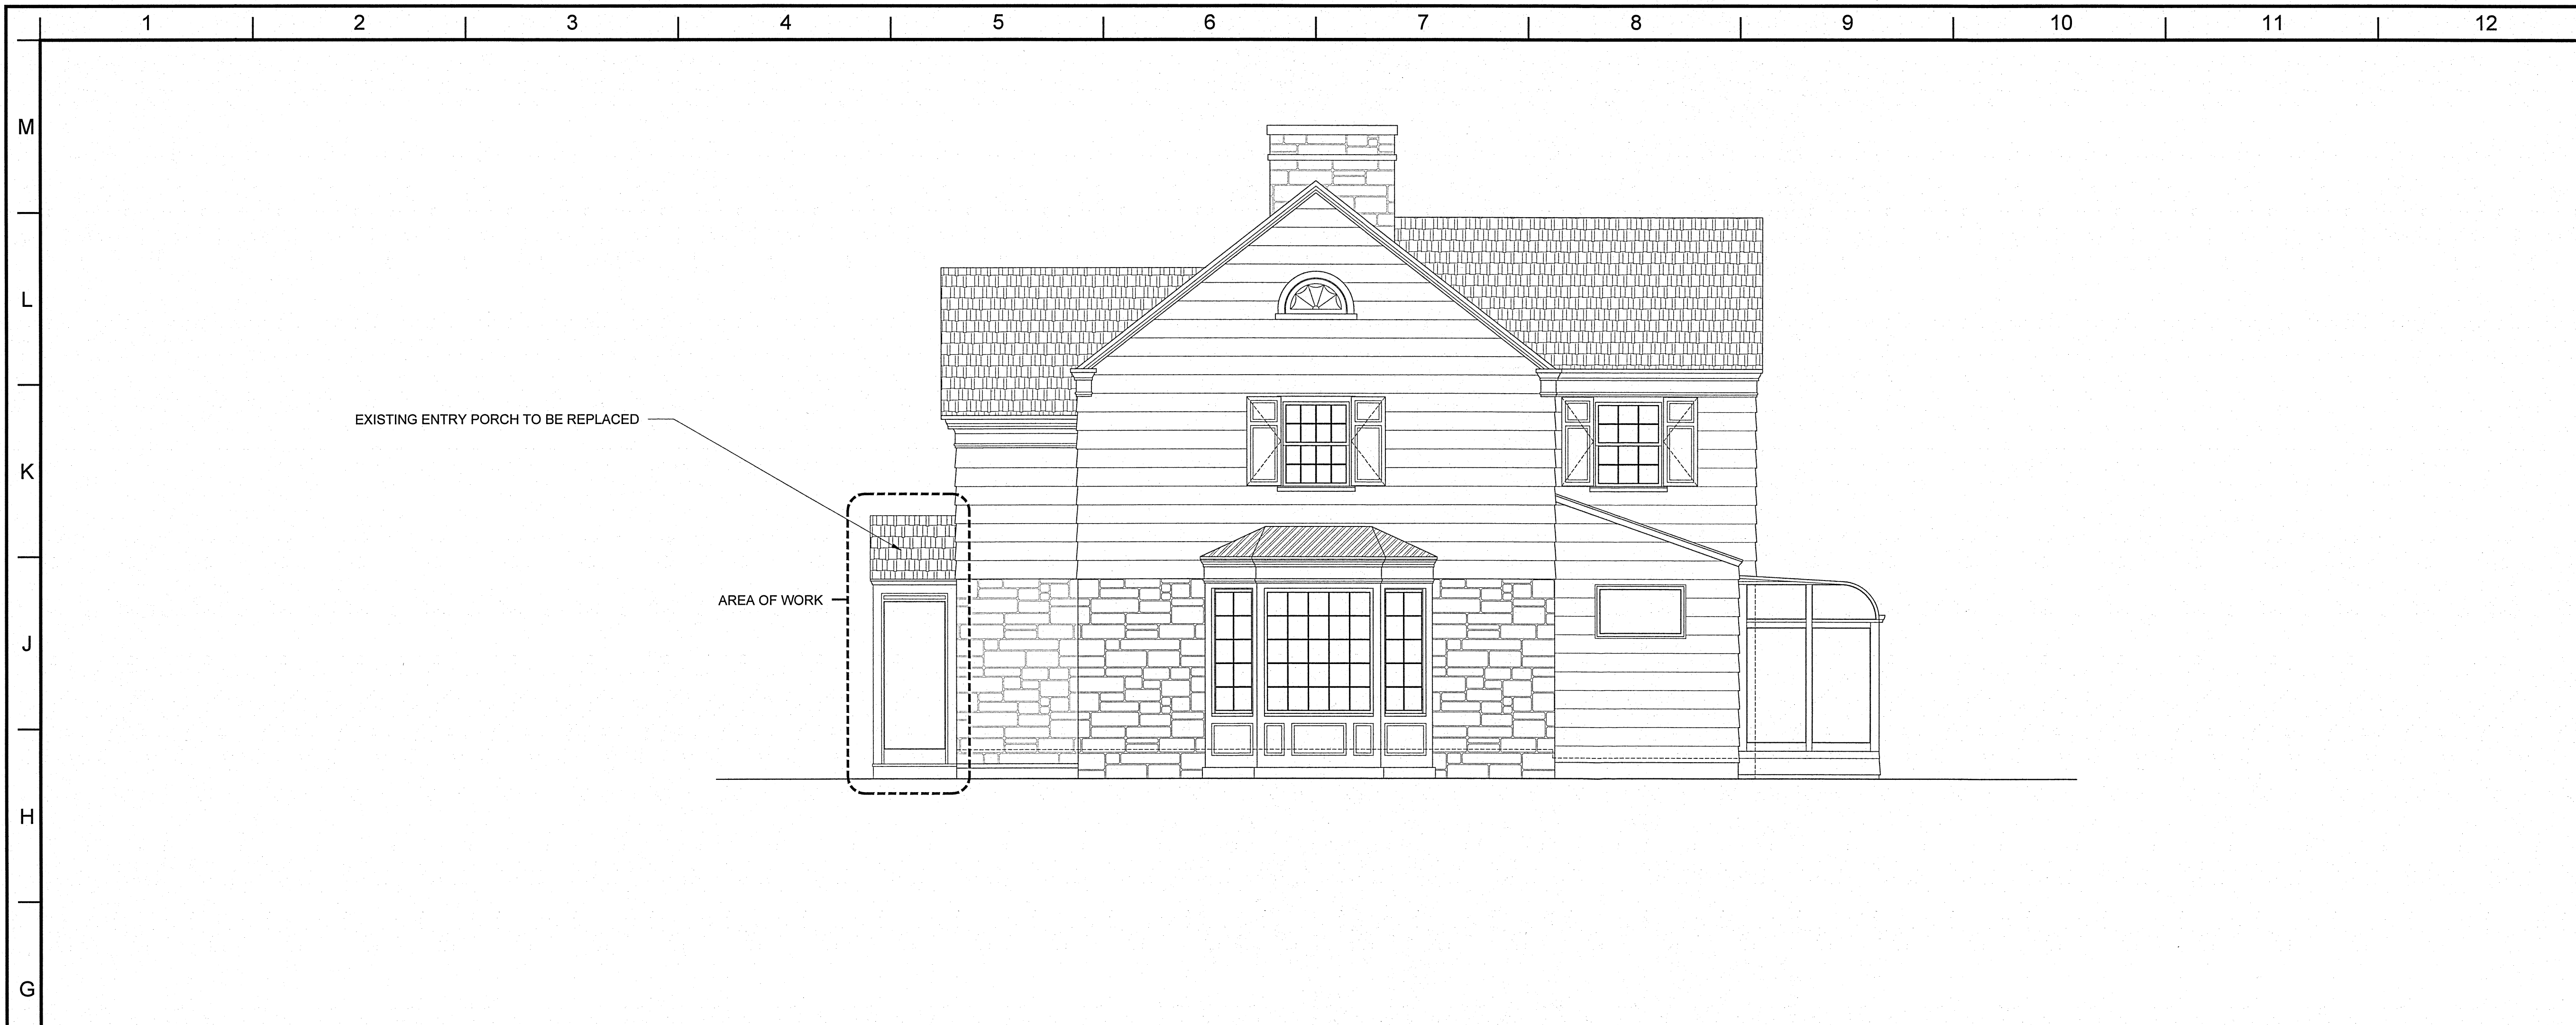 1 2 3 4 5 6 7 8 9 10 11 12
M
L
EXISTING ENTRY PORCH TO BE REPLACED
K
AREA OF WORK
J
H
G